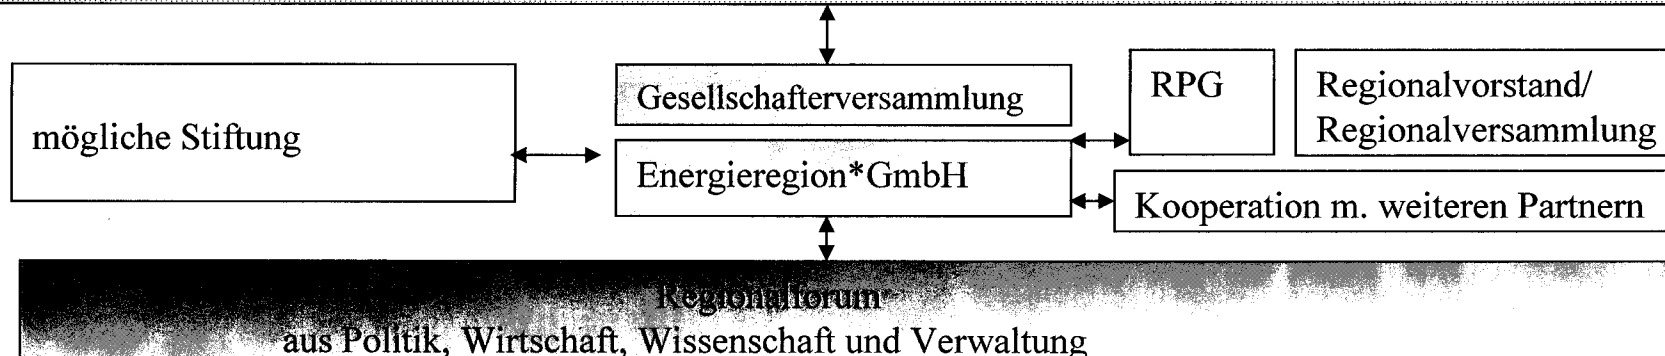 mögliche Stiftung
Gesellschafterversammlung
Energieregion*GmbH
RPG
Regionalvorstand/
Regionalversammlung
Kooperation m. weiteren Partnern
Regionalforum
aus Politik, Wirtschaft, Wissenschaft und Verwaltung